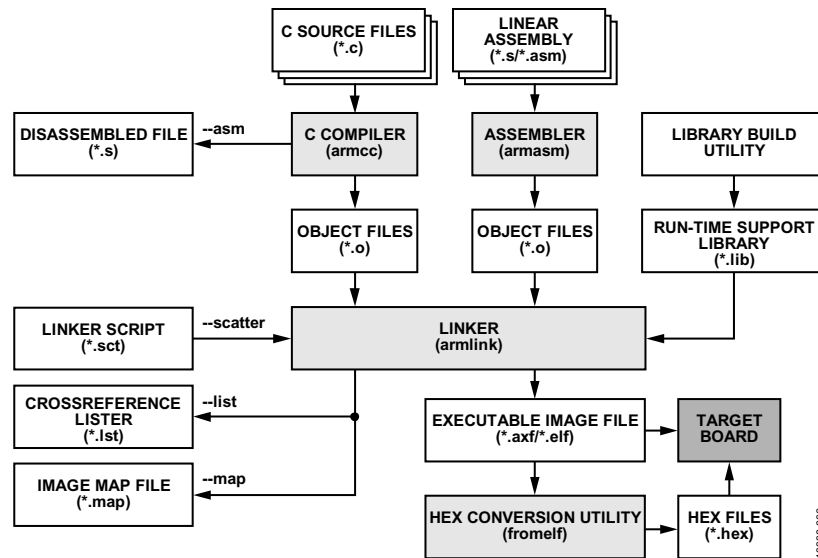 C SOURCE FILES
(*.c)
LINEAR
ASSEMBLY
(*.s/*.asm)
DISASSEMBLED FILE
(*.s)
--asm
C COMPILER
(armcc)
ASSEMBLER
(armasm)
LIBRARY BUILD
UTILITY
OBJECT FILES
(*.o)
OBJECT FILES
(*.o)
RUN-TIME SUPPORT
LIBRARY
(*.lib)
LINKER SCRIPT
(*.sct)
--scatter
LINKER
(armlink)
CROSSREFERENCE
LISTER
(*.lst)
--list
EXECUTABLE IMAGE FILE
(*.axf/*.elf)
TARGET
BOARD
IMAGE MAP FILE
(*.map)
--map
HEX CONVERSION UTILITY
(fromelf)
HEX FILES
(*.hex)